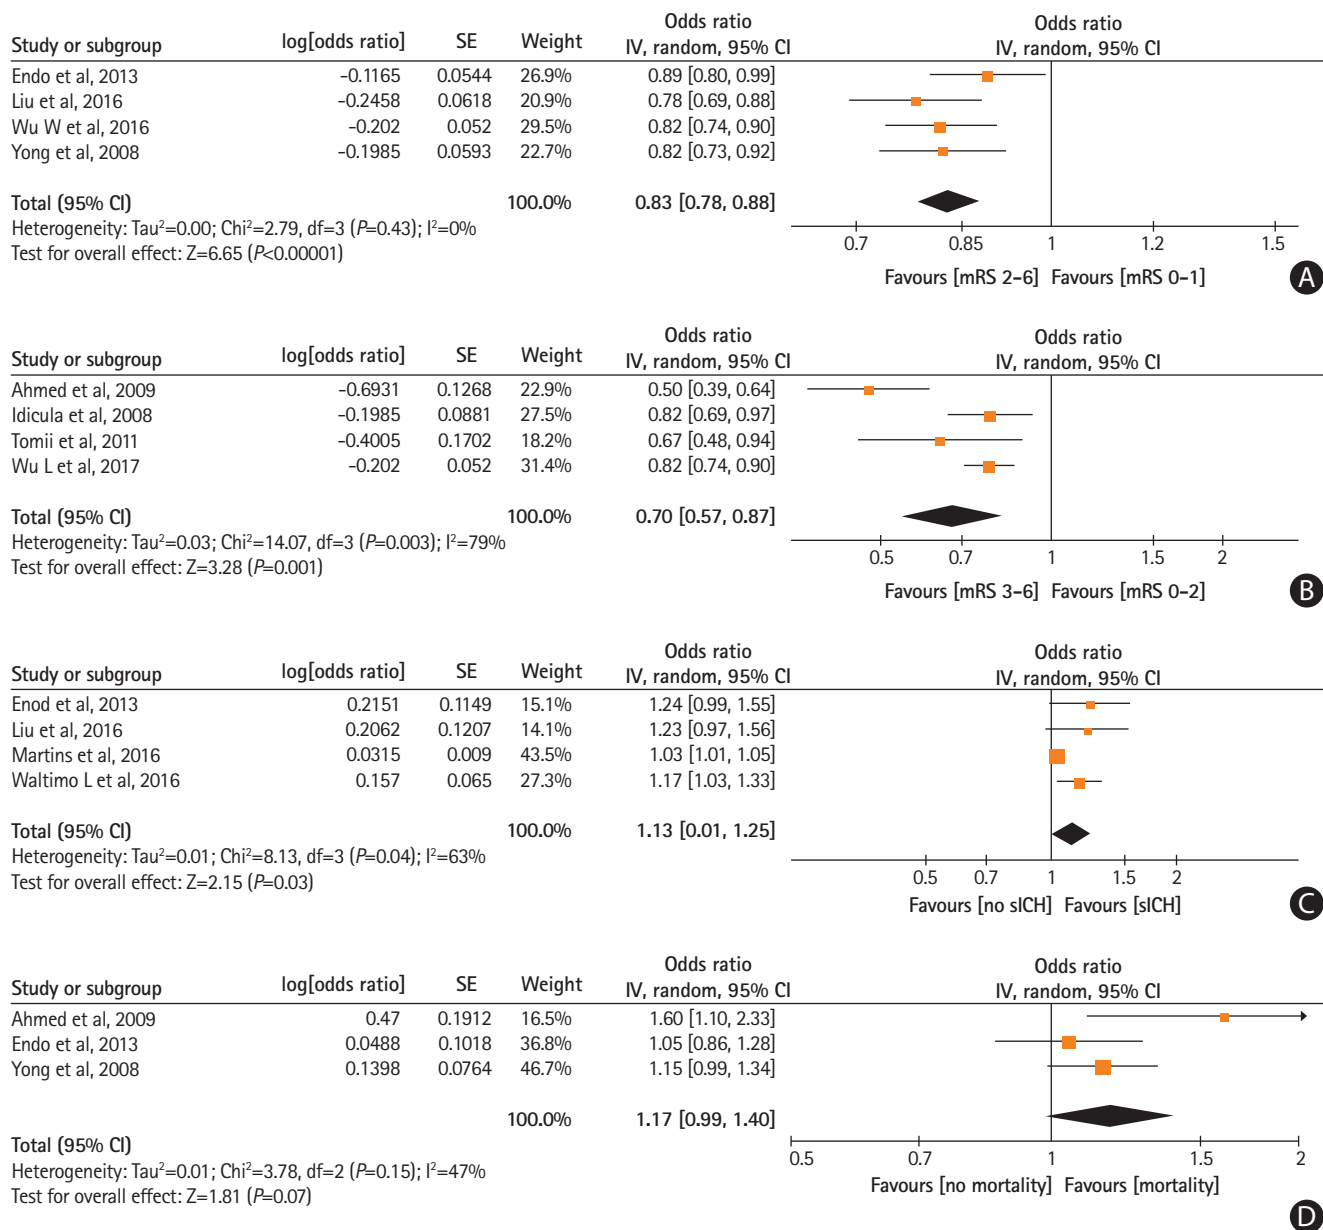 Odds ratio Odds ratio
Study or subgroup log[odds ratio] SE Weight IV, random, 95% CI IV, random, 95% CI
Endo et al, 2013 -0.1165 0.0544 26.9% 0.89 [0.80, 0.99]
Liu et al, 2016 -0.2458 0.0618 20.9% 0.78 [0.69, 0.88]
Wu W et al, 2016 -0.202 0.052 29.5% 0.82 [0.74, 0.90]
Yong et al, 2008 -0.1985 0.0593 22.7% 0.82 [0.73, 0.92]
Total (95% CI) 100.0% 0.83 [0.78, 0.88]
Heterogeneity: Tau²=0.00; Chi²=2.79, df=3 (P=0.43); I²=0%
0.7 0.85 1 1.2 1.5
Test for overall effect: Z=6.65 (P<0.00001)
Favours [mRS 2–6] Favours [mRS 0–1]
A
Odds ratio Odds ratio
Study or subgroup log[odds ratio] SE Weight IV, random, 95% CI IV, random, 95% CI
Ahmed et al, 2009 -0.6931 0.1268 22.9% 0.50 [0.39, 0.64]
Idicula et al, 2008 -0.1985 0.0881 27.5% 0.82 [0.69, 0.97]
Tomii et al, 2011 -0.4005 0.1702 18.2% 0.67 [0.48, 0.94]
Wu L et al, 2017 -0.202 0.052 31.4% 0.82 [0.74, 0.90]
Total (95% CI) 100.0% 0.70 [0.57, 0.87]
Heterogeneity: Tau²=0.03; Chi²=14.07, df=3 (P=0.003); I²=79%
0.5 0.7 1 1.5 2
Test for overall effect: Z=3.28 (P=0.001)
Favours [mRS 3–6] Favours [mRS 0–2]
B
Odds ratio Odds ratio
Study or subgroup log[odds ratio] SE Weight IV, random, 95% CI IV, random, 95% CI
Enod et al, 2013 0.2151 0.1149 15.1% 1.24 [0.99, 1.55]
Liu et al, 2016 0.2062 0.1207 14.1% 1.23 [0.97, 1.56]
Martins et al, 2016 0.0315 0.009 43.5% 1.03 [1.01, 1.05]
Waltimo L et al, 2016 0.157 0.065 27.3% 1.17 [1.03, 1.33]
Total (95% CI) 100.0% 1.13 [0.01, 1.25]
Heterogeneity: Tau²=0.01; Chi²=8.13, df=3 (P=0.04); I²=63%
0.5 0.7 1 1.5 2
Test for overall effect: Z=2.15 (P=0.03)
Favours [no sICH] Favours [sICH]
C
Odds ratio Odds ratio
Study or subgroup log[odds ratio] SE Weight IV, random, 95% CI IV, random, 95% CI
Ahmed et al, 2009 0.47 0.1912 16.5% 1.60 [1.10, 2.33]
Endo et al, 2013 0.0488 0.1018 36.8% 1.05 [0.86, 1.28]
Yong et al, 2008 0.1398 0.0764 46.7% 1.15 [0.99, 1.34]
100.0% 1.17 [0.99, 1.40]
Total (95% CI)
0.5 0.7 1 1.5 2
Heterogeneity: Tau²=0.01; Chi²=3.78, df=2 (P=0.15); I²=47%
Favours [no mortality] Favours [mortality]
Test for overall effect: Z=1.81 (P=0.07)
D